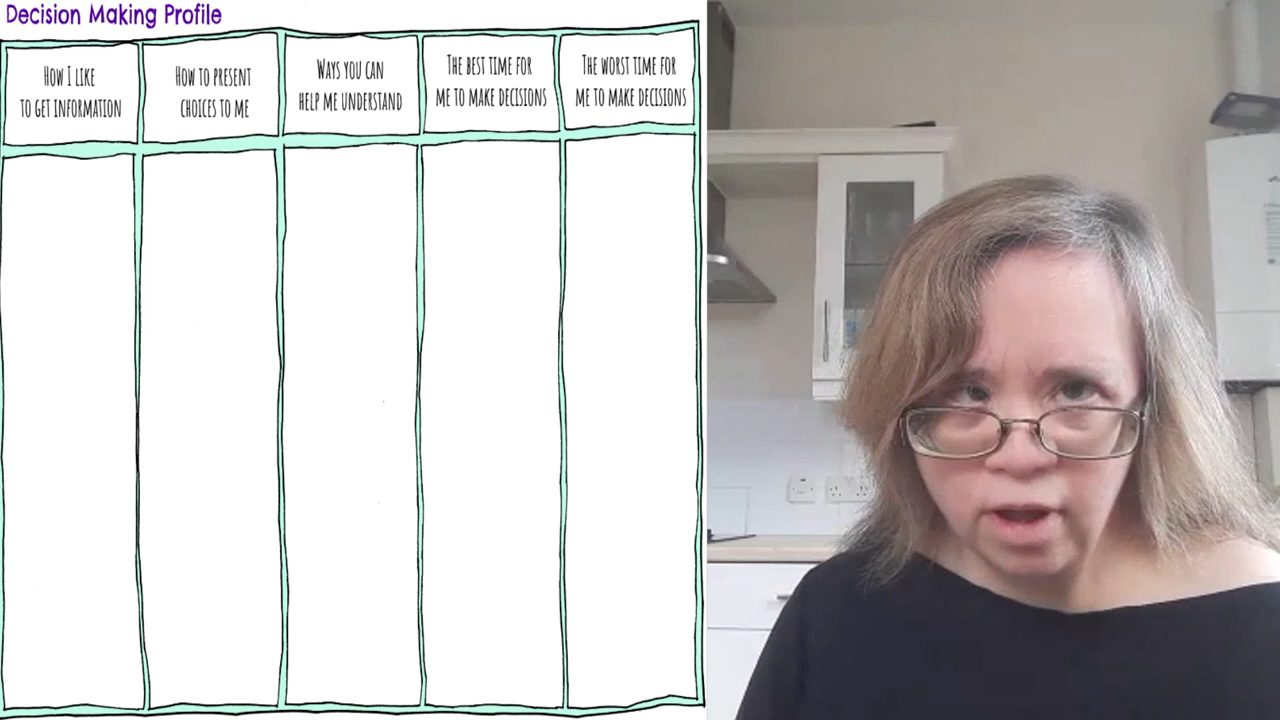 Decision Making Profile
HOW I LIKE
TO GET INFORMATION
HOW TO PRESENT
CHOICES TO ME
WAYS YOU CAN
HELP ME UNDERSTAND
THE BEST TIME FOR
ME TO MAKE DECISIONS
THE WORST TIME FOR
ME TO MAKE DECISIONS